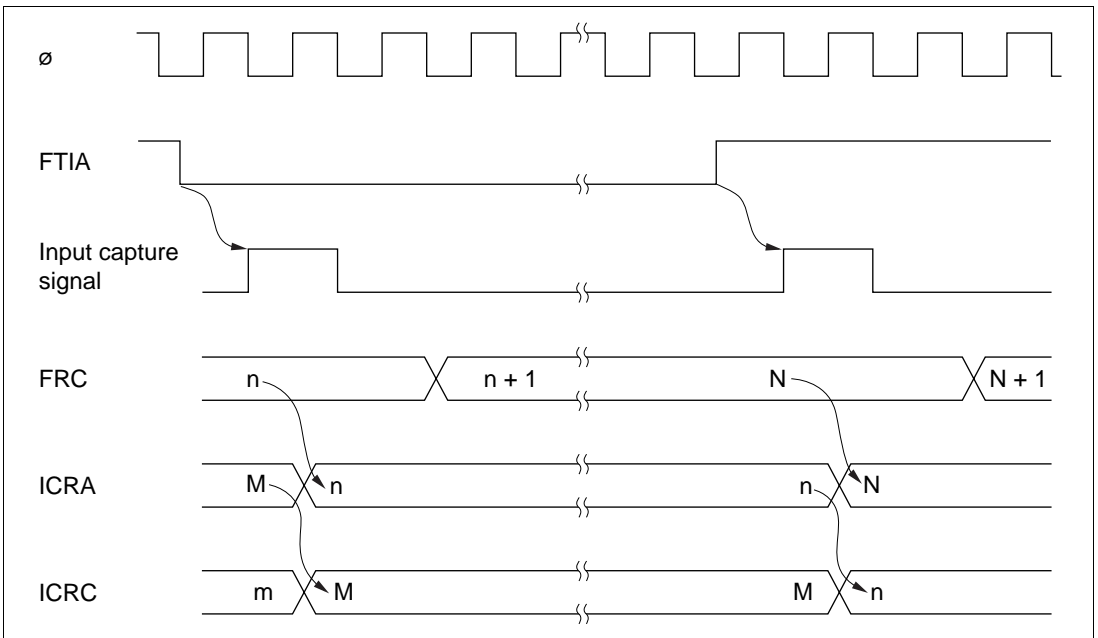 ø
FTIA
Input capture
signal
FRC n n + 1 N N + 1
ICRA M n n N
ICRC m M M n